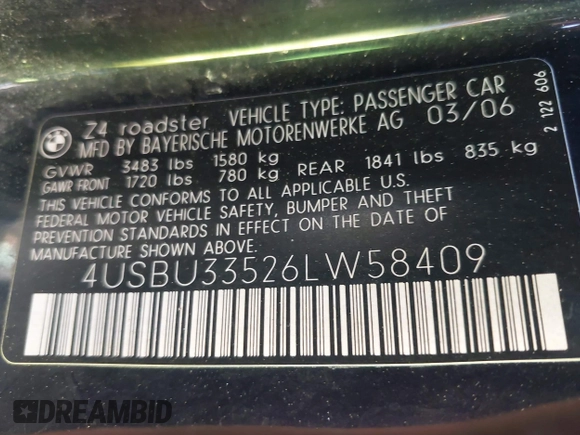 BMW
Z4 roadster VEHICLE TYPE: PASSENGER CAR
MFD BY BAYERISCHE MOTORENWERKE AG 03/06
GVWR 3483 lbs 1580 kg
GAWR FRONT 1720 lbs 780 kg REAR 1841 lbs 835 kg
THIS VEHICLE CONFORMS TO ALL APPLICABLE U.S.
FEDERAL MOTOR VEHICLE SAFETY, BUMPER AND THEFT
PREVENTION STANDARDS IN EFFECT ON THE DATE OF
MANUFACTURE SHOWN ABOVE.
4USBU33526LW58409
2 122 606
DREAMBID